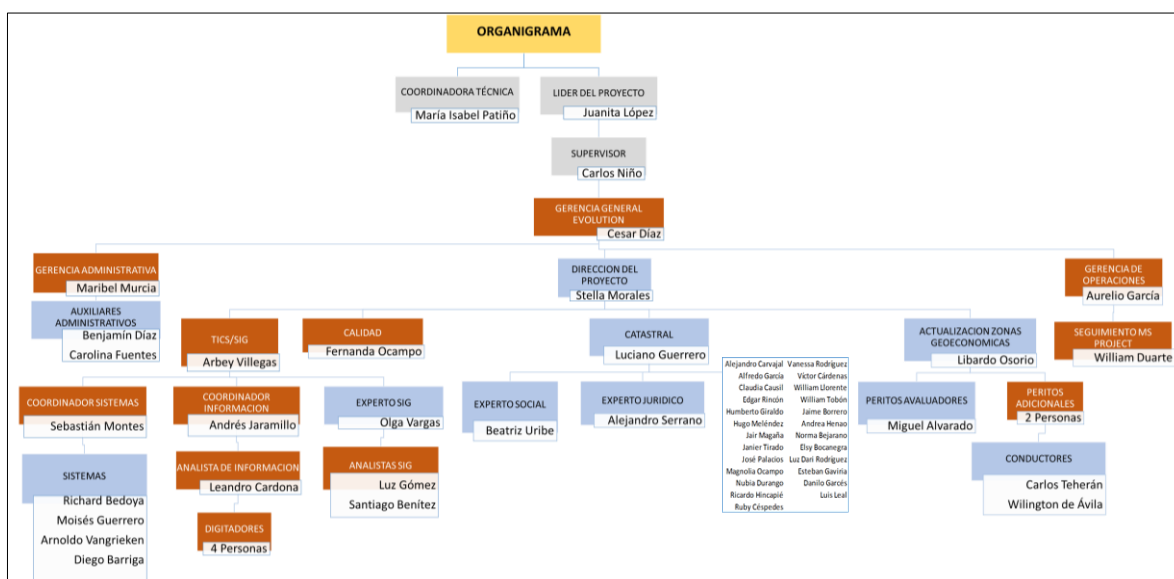 ORGANIGRAMA
COORDINADORA TÉCNICA
María Isabel Patiño
LIDER DEL PROYECTO
Juanita López
SUPERVISOR
Carlos Niño
GERENCIA GENERAL
EVOLUTION
Cesar Díaz
GERENCIA ADMINISTRATIVA
Maribel Murcia
AUXILIARES
ADMINISTRATIVOS
Benjamín Díaz
Carolina Fuentes
DIRECCION DEL
PROYECTO
Stella Morales
GERENCIA DE
OPERACIONES
Aurelio García
SEGUIMIENTO MS
PROJECT
William Duarte
TICS/SIG
Arbey Villegas
CALIDAD
Fernanda Ocampo
CATASTRAL
Luciano Guerrero
ACTUALIZACION ZONAS
GEOECONOMICAS
Libardo Osorio
COORDINADOR SISTEMAS
Sebastián Montes
COORDINADOR
INFORMACION
Andrés Jaramillo
EXPERTO SIG
Olga Vargas
EXPERTO SOCIAL
Beatriz Uribe
EXPERTO JURIDICO
Alejandro Serrano
Alejandro Carvajal Vanessa Rodríguez
Alfredo García Víctor Cárdenas
Claudia Causil William Llorente
Edgar Rincón William Tobón
Humberto Giraldo Jaime Borrero
Hugo Meléndez Andrea Henao
Jair Magaña Norma Bejarano
Janier Tirado Elsy Bocanegra
José Palacios Luz Dari Rodríguez
Magnolia Ocampo Esteban Gaviria
Nubia Durango Danilo Garcés
Ricardo Hincapié Luis Leal
Ruby Céspedes
PERITOS AVALUADORES
Miguel Alvarado
PERITOS
ADICIONALES
2 Personas
SISTEMAS
Richard Bedoya
Moisés Guerrero
Arnoldo Vangrieken
Diego Barriga
ANALISTA DE INFORMACION
Leandro Cardona
DIGITADORES
4 Personas
ANALISTAS SIG
Luz Gómez
Santiago Benítez
CONDUCTORES
Carlos Teherán
Wilington de Ávila